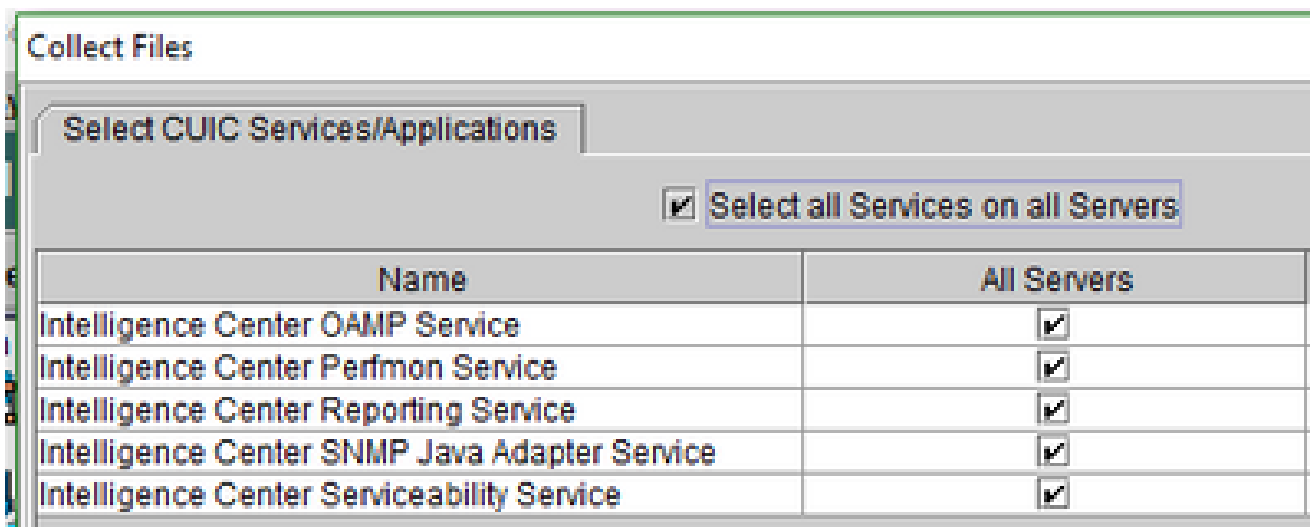 Collect Files
Select CUIC Services/Applications
Select all Services on all Servers
Name All Servers
Intelligence Center OAMP Service
Intelligence Center Perfmon Service
Intelligence Center Reporting Service
Intelligence Center SNMP Java Adapter Service
Intelligence Center Serviceability Service